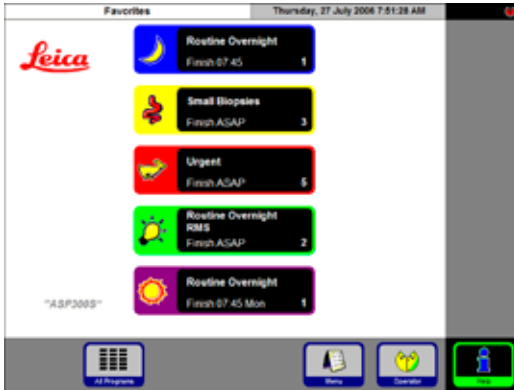 Favorites
Thursday, 27 July 2006 7:51:28 AM
Leica
Routine Overnight
Finish 07:45 1
Small Biopsies
Finish ASAP 3
Urgent
Finish ASAP 5
Routine Overnight
RMS
Finish ASAP 2
Routine Overnight
Finish 07:45 Mon 1
"ASP300S"
All Programs
Menu
Operator
Help